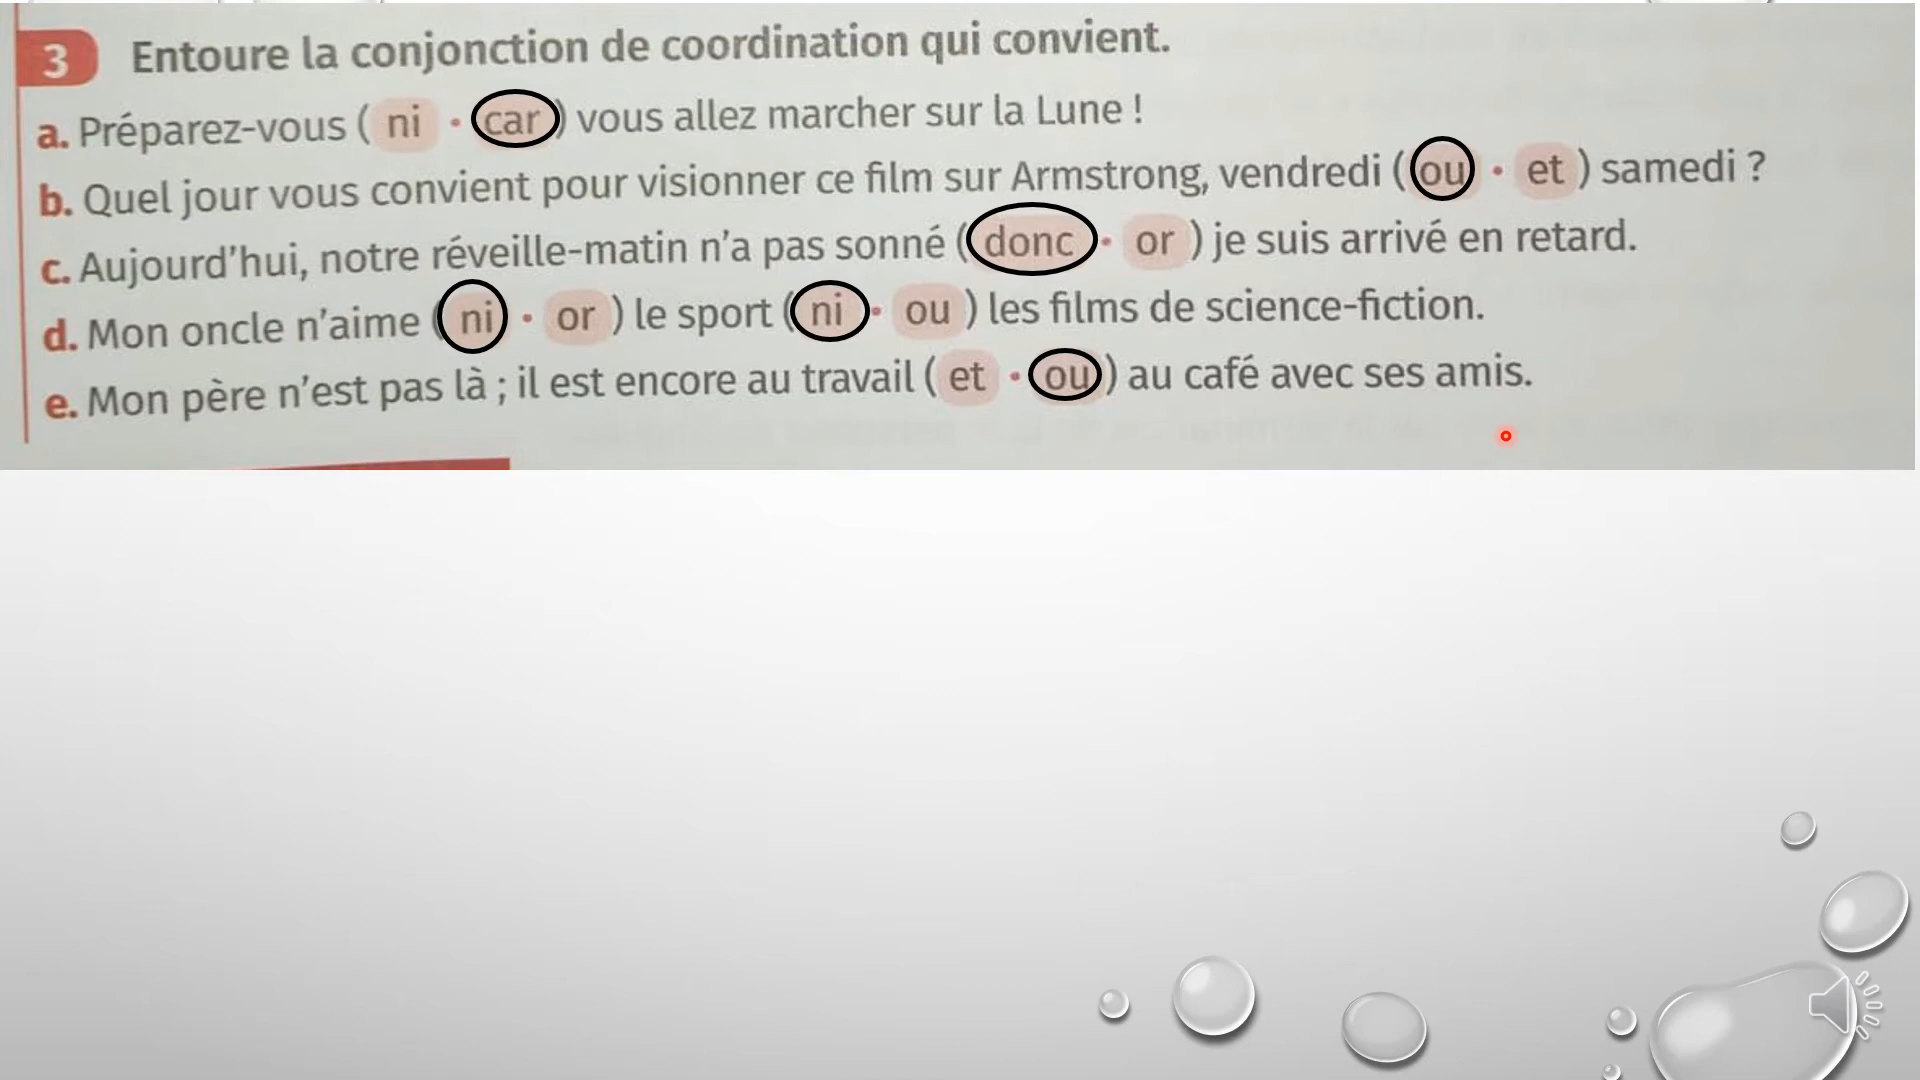 3 Entoure la conjonction de coordination qui convient.
a. Préparez-vous ( ni • car ) vous allez marcher sur la Lune !
b. Quel jour vous convient pour visionner ce film sur Armstrong, vendredi ( ou • et ) samedi ?
c. Aujourd'hui, notre réveille-matin n'a pas sonné ( donc • or ) je suis arrivé en retard.
d. Mon oncle n'aime ( ni • or ) le sport ( ni • ou ) les films de science-fiction.
e. Mon père n'est pas là ; il est encore au travail ( et • ou ) au café avec ses amis.